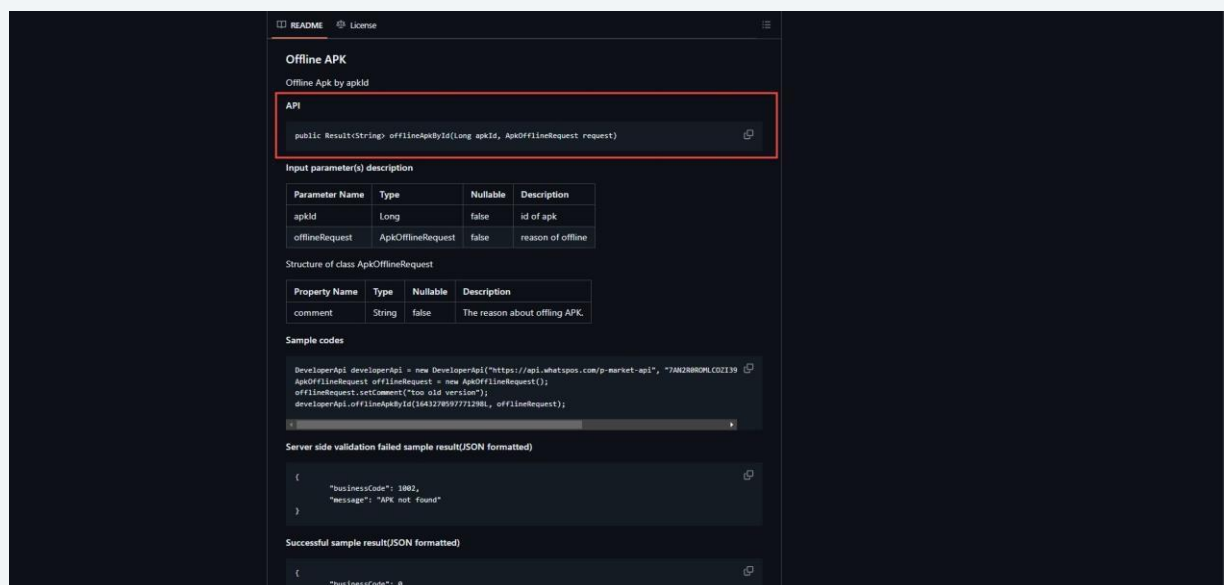 README License
Offline APK
Offline Apk by apkId
API
public Result<String> offlineApkById(Long apkId, ApkOfflineRequest request)
Input parameter(s) description
Parameter Name Type Nullable Description
apkId Long false id of apk
offlineRequest ApkOfflineRequest false reason of offline
Structure of class ApkOfflineRequest
Property Name Type Nullable Description
comment String false The reason about offling APK.
Sample codes
DeveloperApi developerApi = new DeveloperApi("https://api.whatspos.com/p-market-api",
ApkOfflineRequest offlineRequest = new ApkOfflineRequest();
offlineRequest.setComment("too old version");
developerApi.offlineApkById(1643270597771298L, offlineRequest);
Server side validation failed sample result(JSON formatted)
{
"businessCode": 1002,
"message": "APK not found"
}
Successful sample result(JSON formatted)
{
"businessCode": 0,